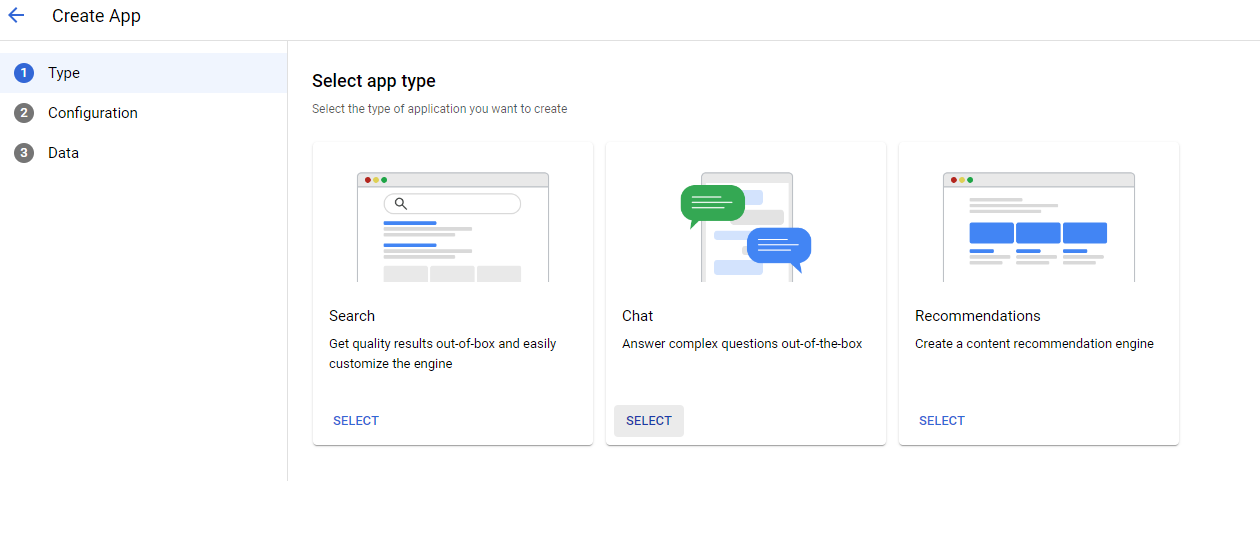 Create App
1 Type
2 Configuration
3 Data
Select app type
Select the type of application you want to create
Search
Get quality results out-of-box and easily
customize the engine
SELECT
Chat
Answer complex questions out-of-the-box
SELECT
Recommendations
Create a content recommendation engine
SELECT